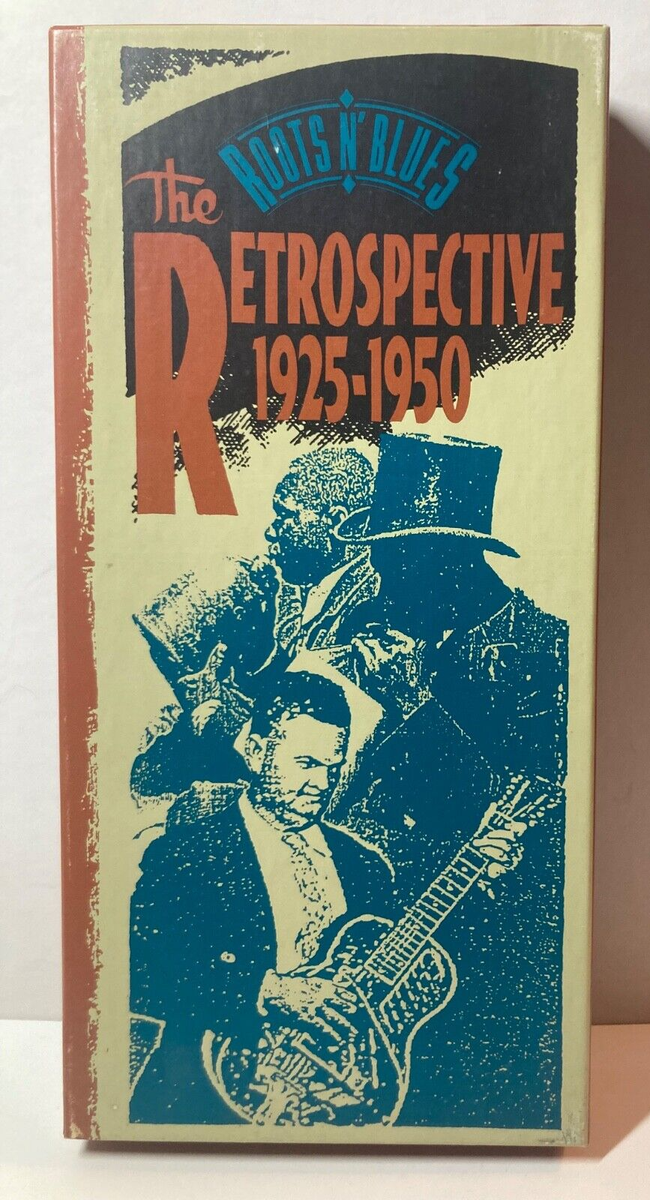 ROOTS N' BLUES
The
RETROSPECTIVE
1925-1950